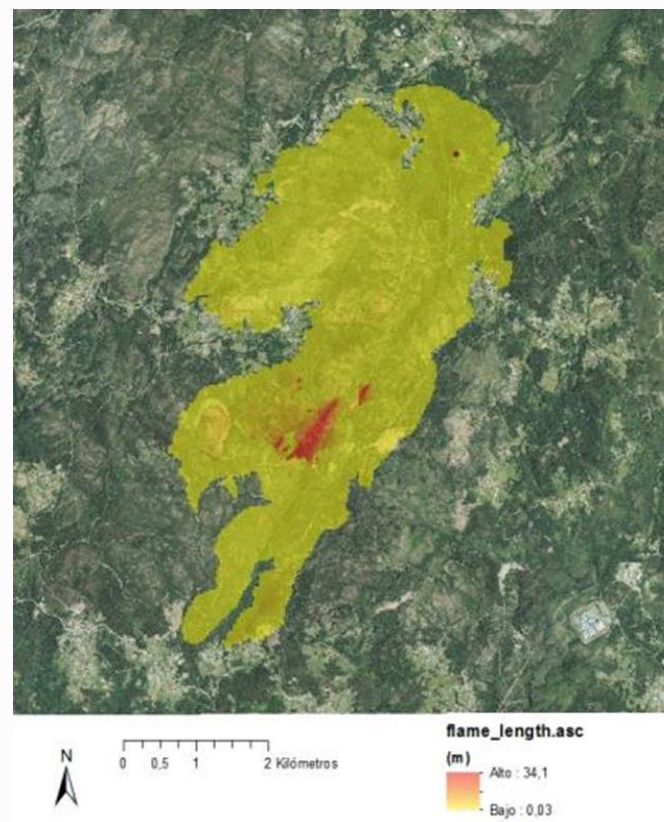 flame_length.asc
(m)
Alto : 34,1
Bajo : 0,03
N
0 0,5 1 2 Kilómetros